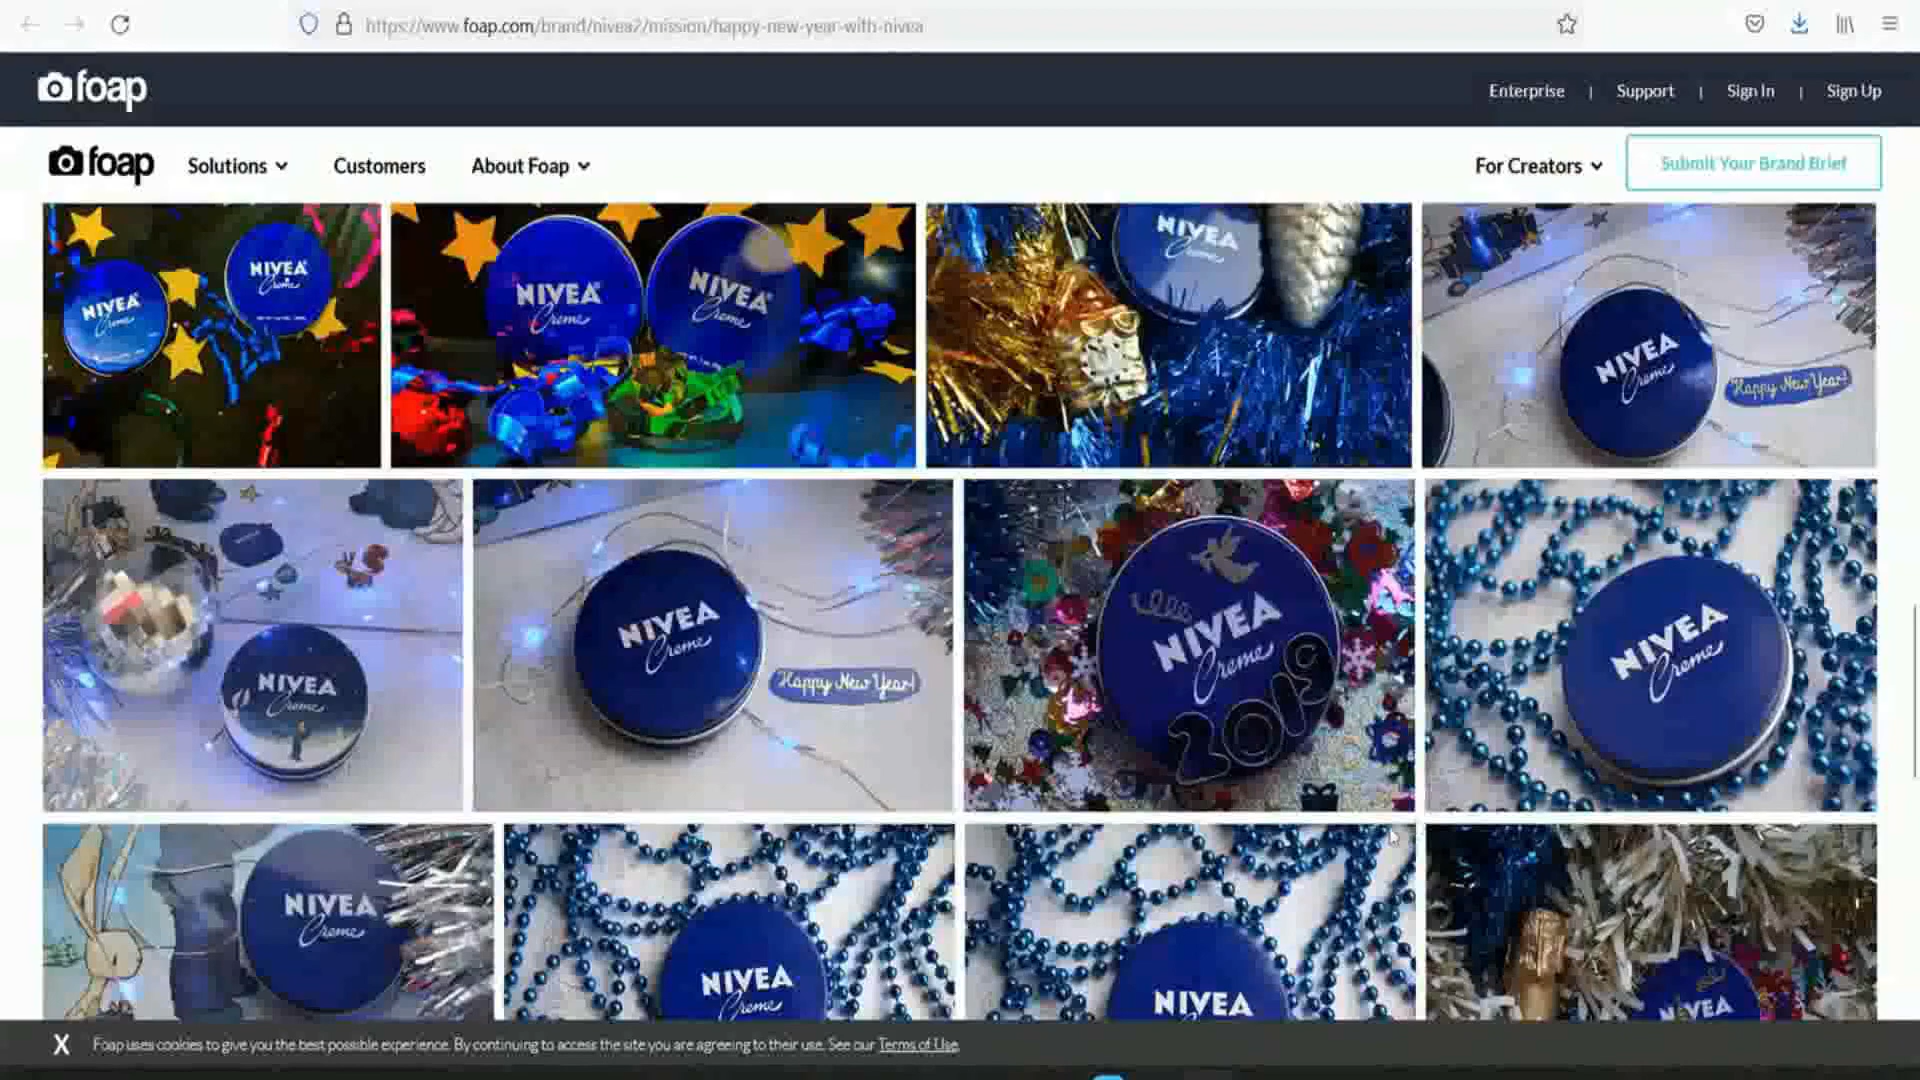 https://www.foap.com/brand/nivea2/mission/happy-new-year-with-nivea
foap
Enterprise | Support | Sign In | Sign Up
foap Solutions Customers About Foap For Creators Submit Your Brand Brief
NIVEA Creme
NIVEA Creme
NIVEA Creme
NIVEA Creme
NIVEA Creme
NIVEA Creme
Happy New Year!
NIVEA Creme
NIVEA Creme
Happy New Year!
NIVEA Creme
2019
NIVEA Creme
NIVEA Creme
NIVEA Creme
NIVEA
NIVEA
X Foap uses cookies to give you the best possible experience. By continuing to access the site you are agreeing to their use. See our Terms of Use.